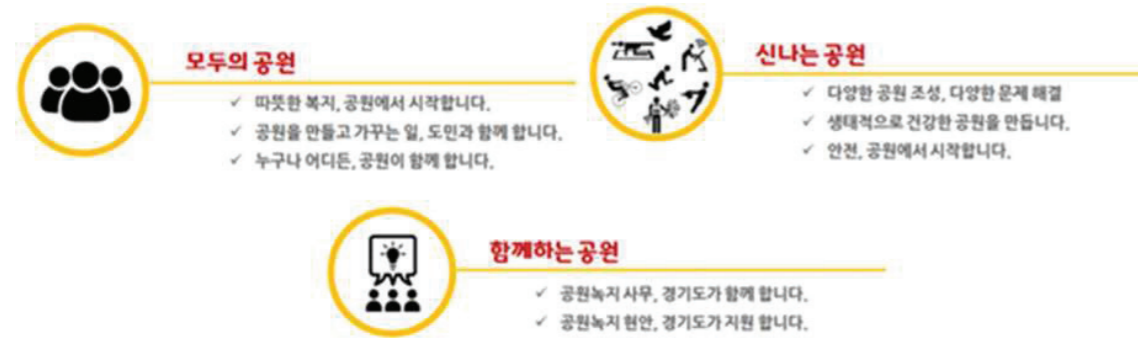 모두의 공원
✓ 따뜻한 복지, 공원에서 시작합니다.
✓ 공원을 만들고 가꾸는 일, 도민과 함께 합니다.
✓ 누구나 어디든, 공원이 함께 합니다.
신나는 공원
✓ 다양한 공원 조성, 다양한 문제 해결
✓ 생태적으로 건강한 공원을 만듭니다.
✓ 안전, 공원에서 시작합니다.
함께하는 공원
✓ 공원녹지 사무, 경기도가 함께 합니다.
✓ 공원녹지 현안, 경기도가 지원 합니다.